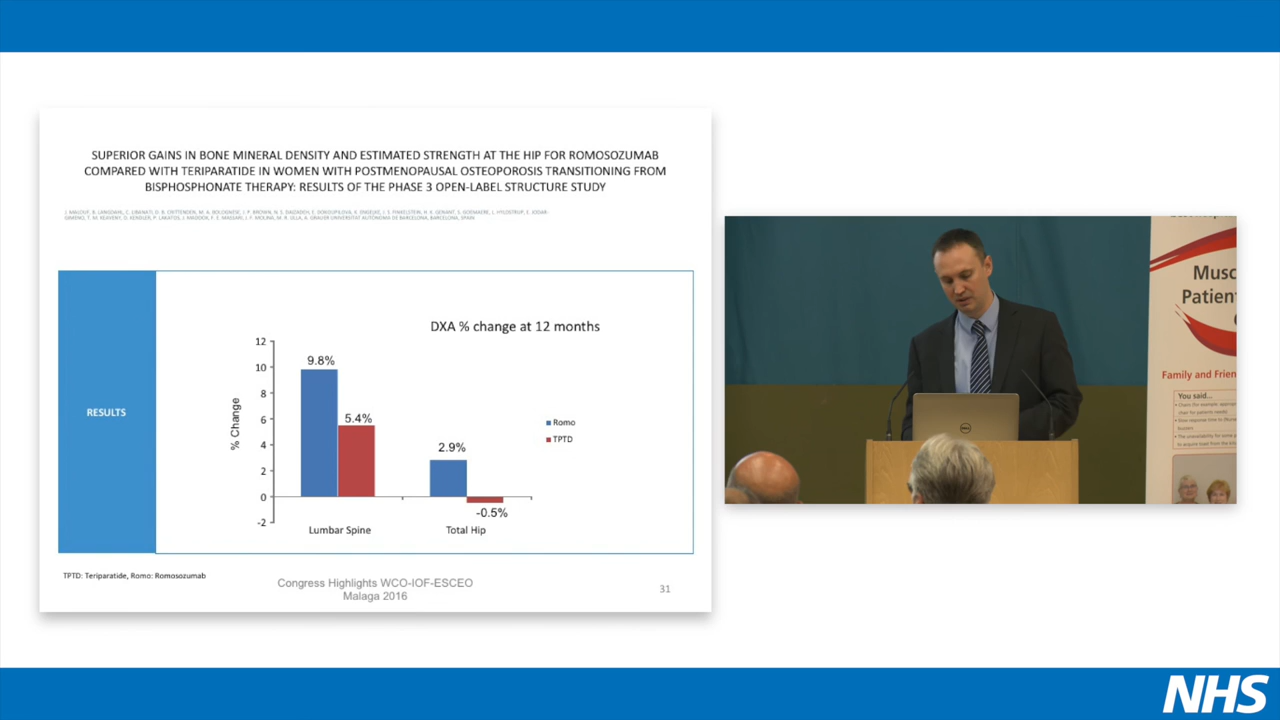 SUPERIOR GAINS IN BONE MINERAL DENSITY AND ESTIMATED STRENGTH AT THE HIP FOR ROMOSOZUMAB
COMPARED WITH TERIPARATIDE IN WOMEN WITH POSTMENOPAUSAL OSTEOPOROSIS TRANSITIONING FROM
BISPHOSPHONATE THERAPY: RESULTS OF THE PHASE 3 OPEN-LABEL STRUCTURE STUDY
RESULTS
DXA % change at 12 months
% Change
12
10
8
6
4
2
0
-2
9.8%
5.4%
2.9%
-0.5%
Lumbar Spine
Total Hip
Romo
TPTD
TPTD: Teriparatide, Romo: Romosozumab
Congress Highlights WCO-IOF-ESCEO
Malaga 2016
31
Musc
Patien
Family and Frien
You said...
NHS